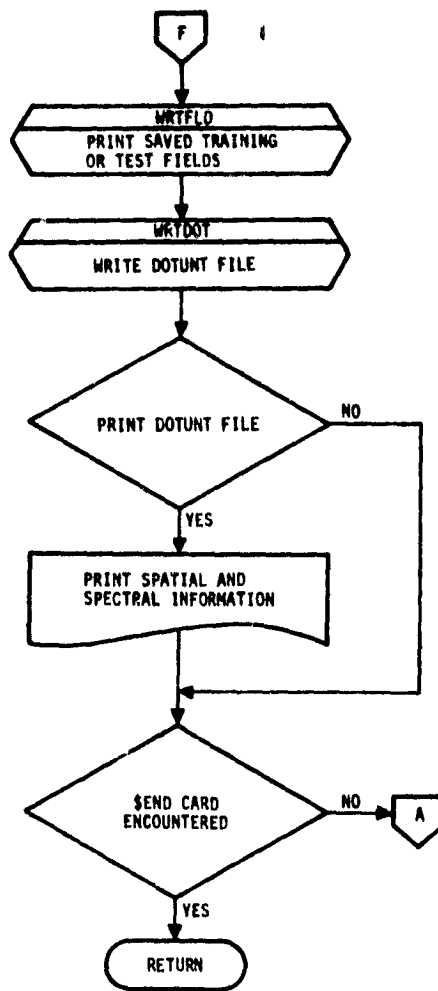 F
WRTFLD
PRINT SAVED TRAINING
OR TEST FIELDS
WRTDOT
WRITE DOTUNT FILE
PRINT DOTUNT FILE
NO
YES
PRINT SPATIAL AND
SPECTRAL INFORMATION
$END CARD
ENCOUNTERED
NO
A
YES
RETURN